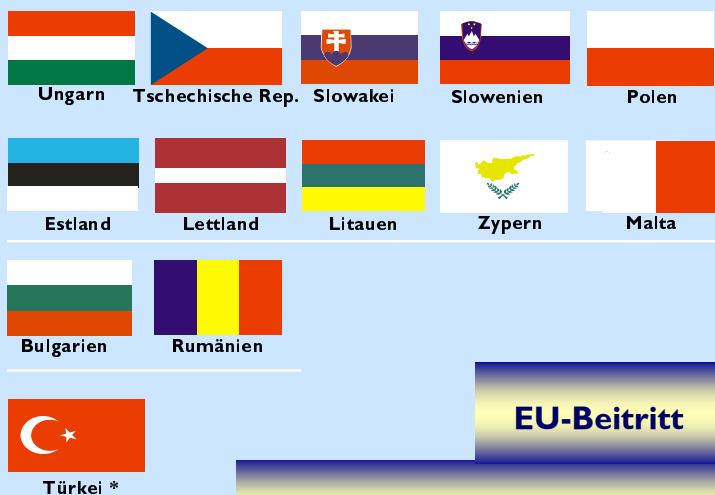 Ungarn Tschechische Rep. Slowakei Slowenien Polen
Estland Lettland Litauen Zypern Malta
Bulgarien Rumänien
EU-Beitritt
Türkei *